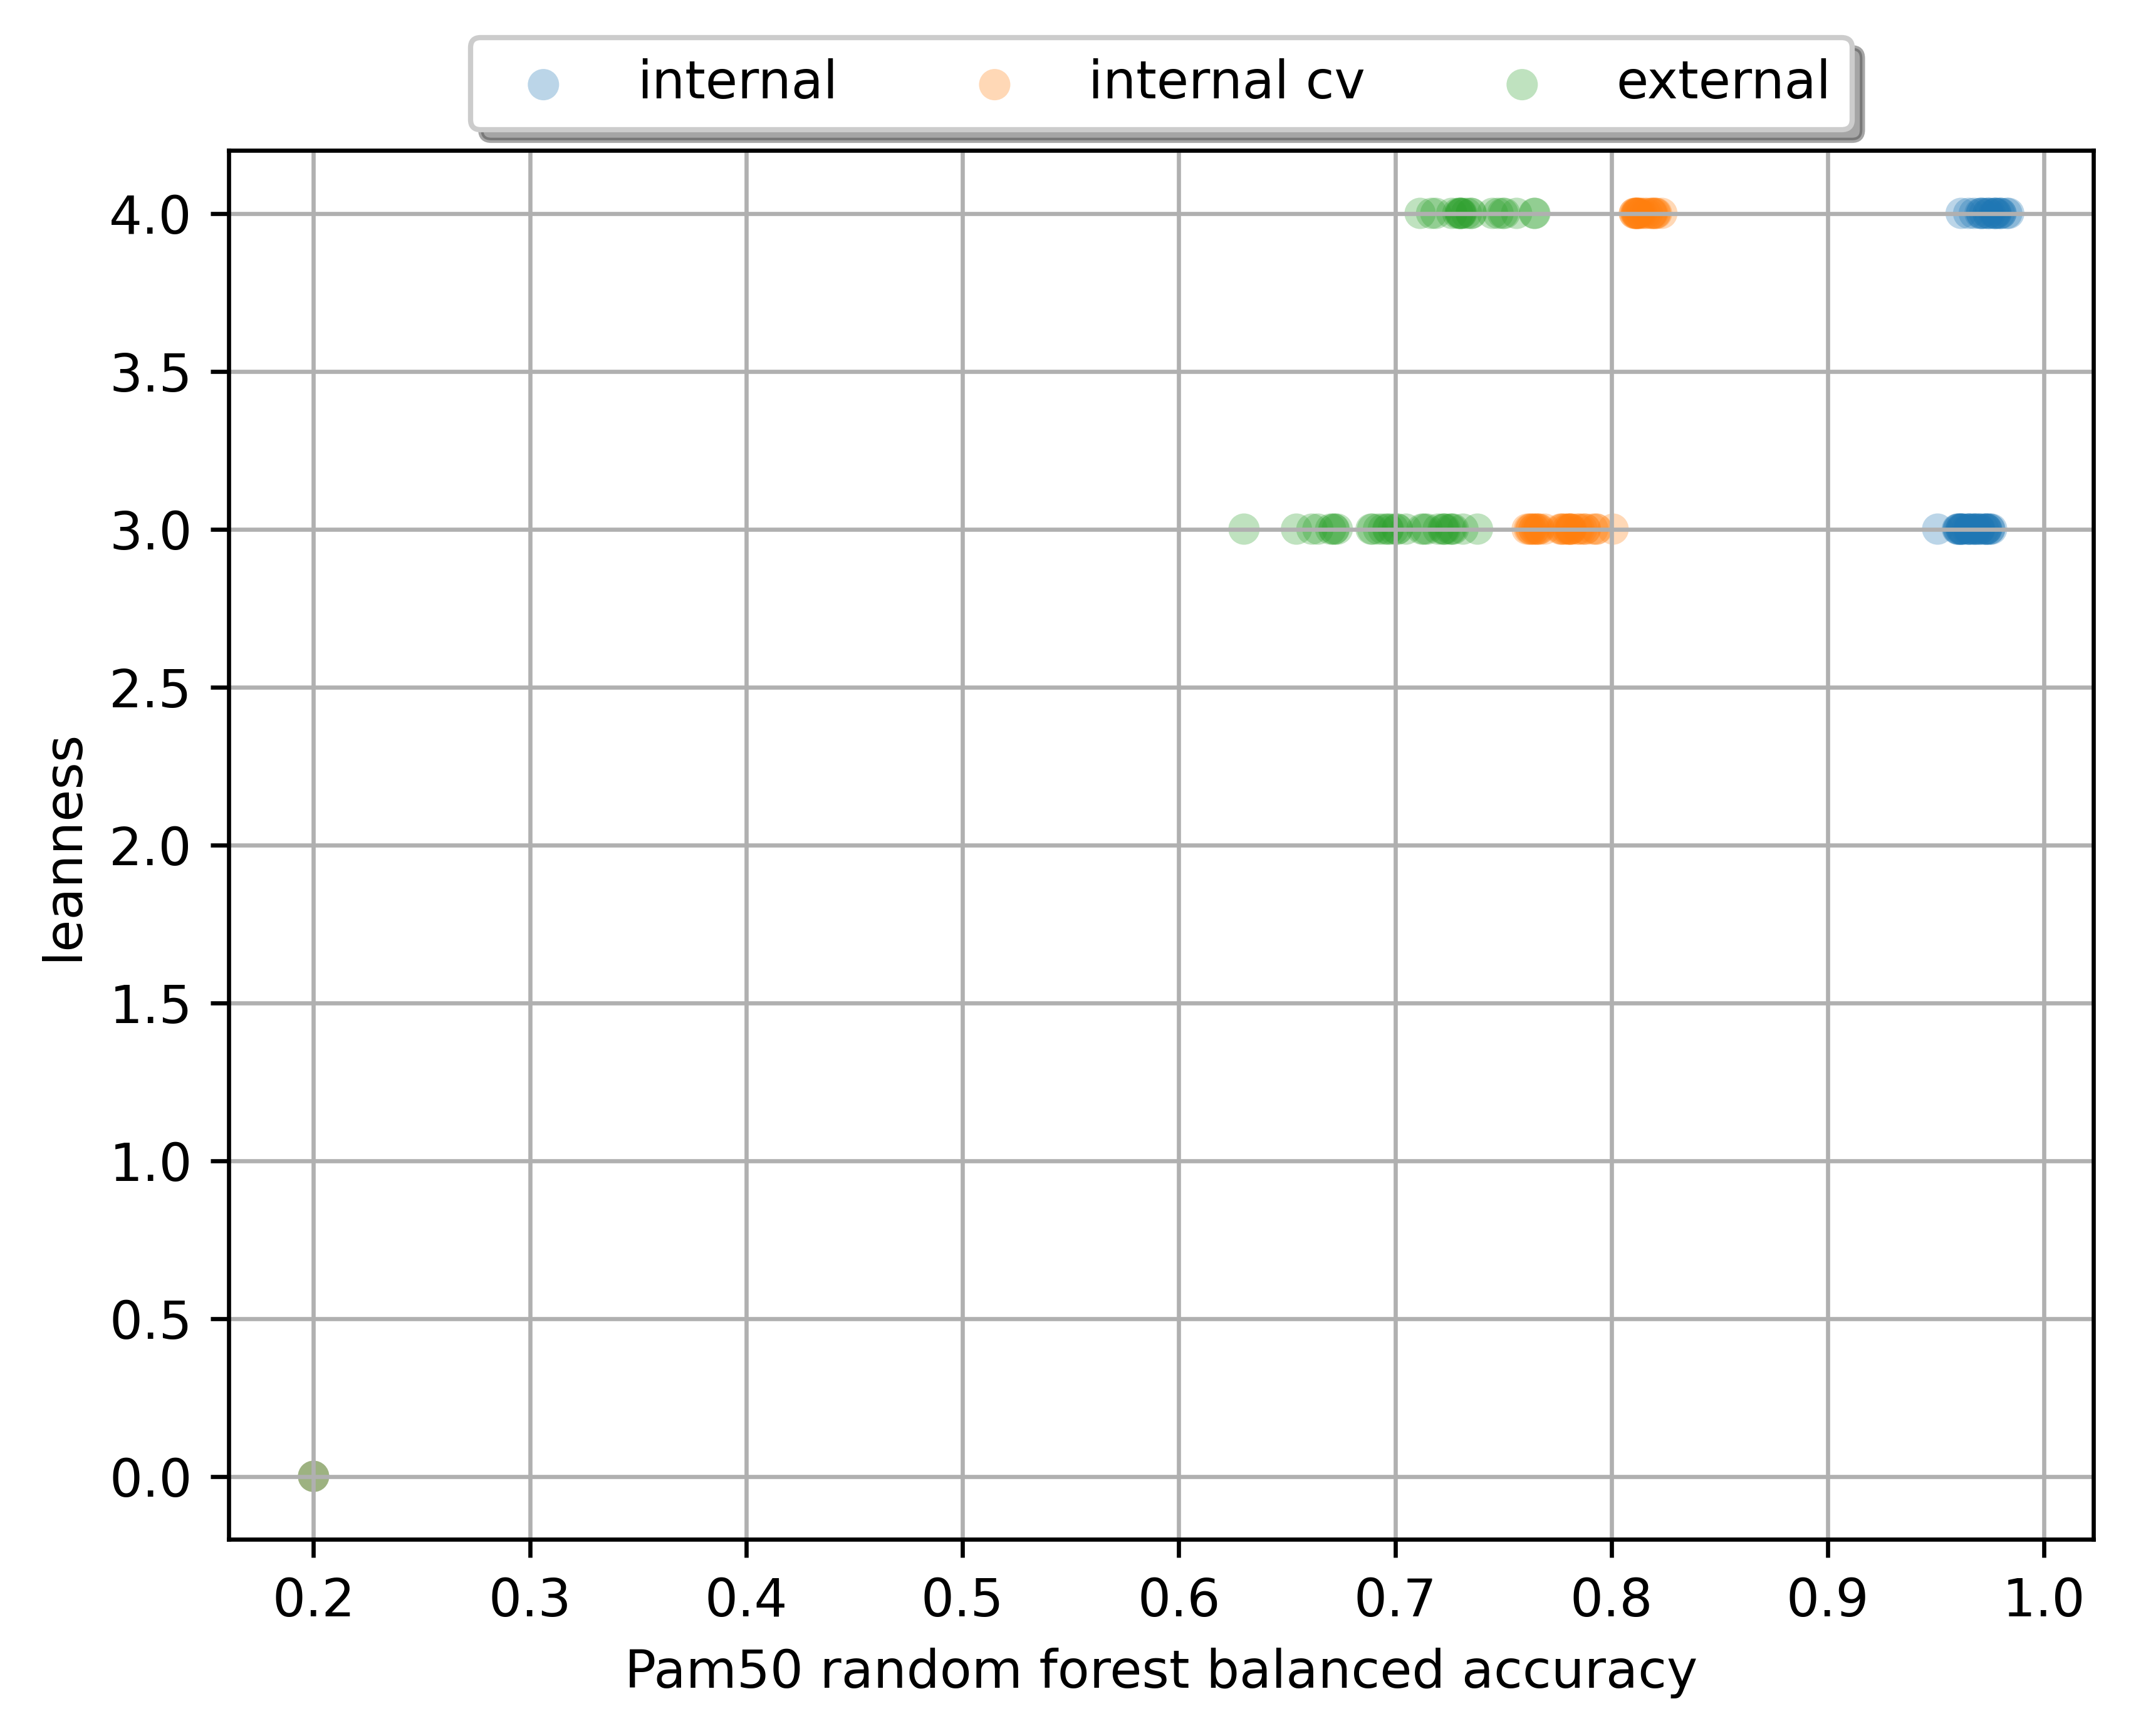 internal internal cv external
4.0
3.5
3.0
2.5
2.0
1.5
1.0
0.5
0.0
leanness
0.2 0.3 0.4 0.5 0.6 0.7 0.8 0.9 1.0
Pam50 random forest balanced accuracy